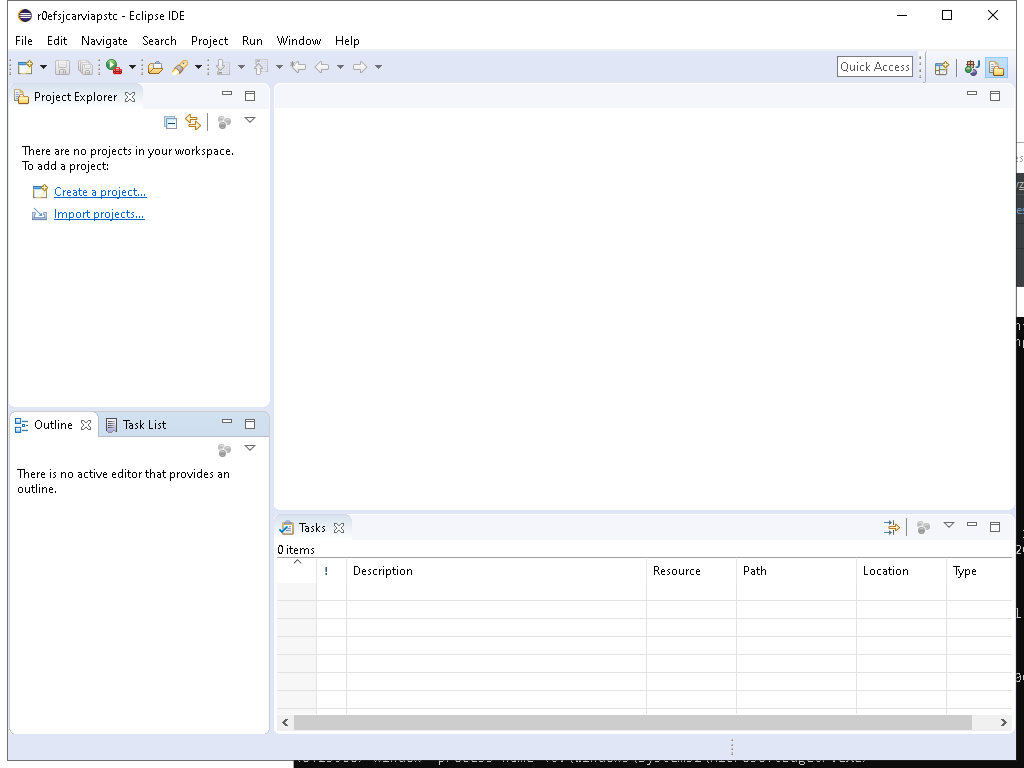 r0efsjcarviapstc - Eclipse IDE
File Edit Navigate Search Project Run Window Help
Quick Access
Project Explorer
There are no projects in your workspace.
To add a project:
Create a project...
Import projects...
Outline
Task List
There is no active editor that provides an
outline.
Tasks
0 items
! Description Resource Path Location Type